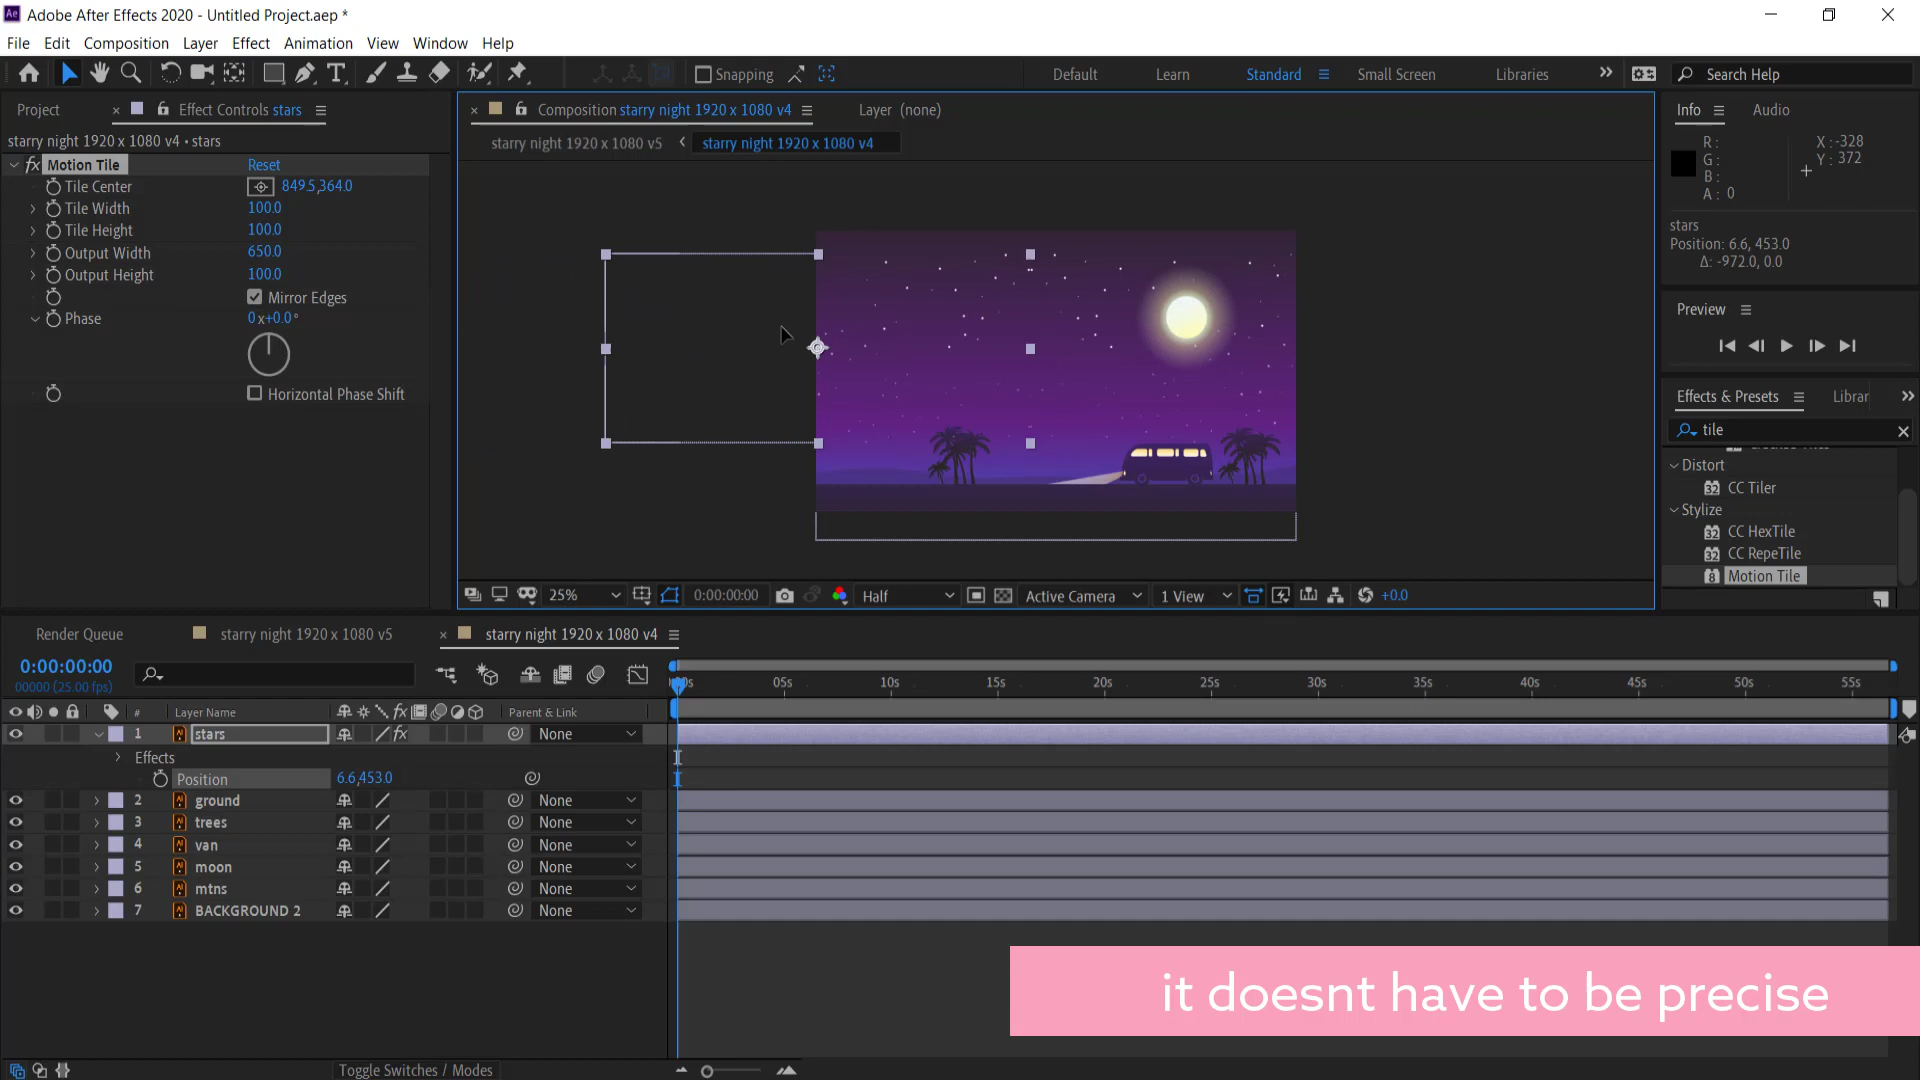 Adobe After Effects 2020 - Untitled Project.aep *
File Edit Composition Layer Effect Animation View Window Help
Snapping Default Learn Standard Small Screen Libraries Search Help
Project Effect Controls stars Composition starry night 1920 x 1080 v4 Layer (none) Info Audio
starry night 1920 x 1080 v4 • stars starry night 1920 x 1080 v5 starry night 1920 x 1080 v4
fx Motion Tile Reset
Tile Center 849.5,364.0
Tile Width 100.0
Tile Height 100.0
Output Width 650.0
Output Height 100.0
Mirror Edges
Phase 0x+0.0°
Horizontal Phase Shift
R : X : -328
G : Y : 372
B :
A : 0
stars
Position: 6.6, 453.0
Δ: -972.0, 0.0
Preview
Effects & Presets Librar
tile
Distort
CC Tiler
Stylize
CC HexTile
CC RepeTile
Motion Tile
25% 0:00:00:00 Half Active Camera 1 View +0.0
Render Queue starry night 1920 x 1080 v5 starry night 1920 x 1080 v4
0:00:00:00
00000 (25.00 fps)
05s 10s 15s 20s 25s 30s 35s 40s 45s 50s 55s
# Layer Name fx Parent & Link
1 stars fx None
Effects
Position 6.6,453.0
2 ground None
3 trees None
4 van None
5 moon None
6 mtns None
7 BACKGROUND 2 None
it doesnt have to be precise
Toggle Switches / Modes